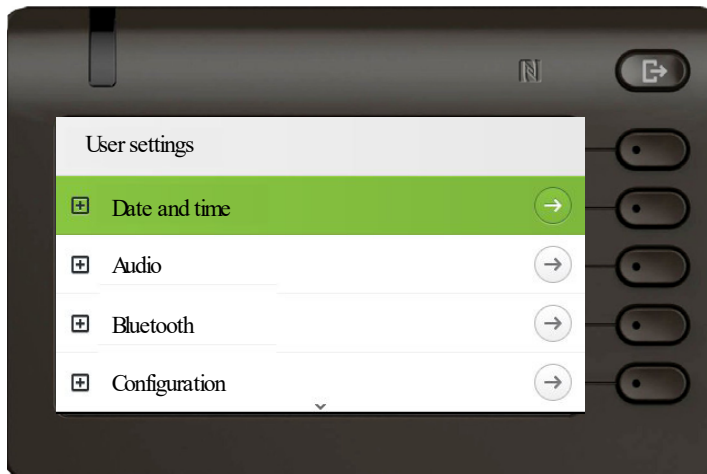 User settings
Date and time
Audio
Bluetooth
Configuration